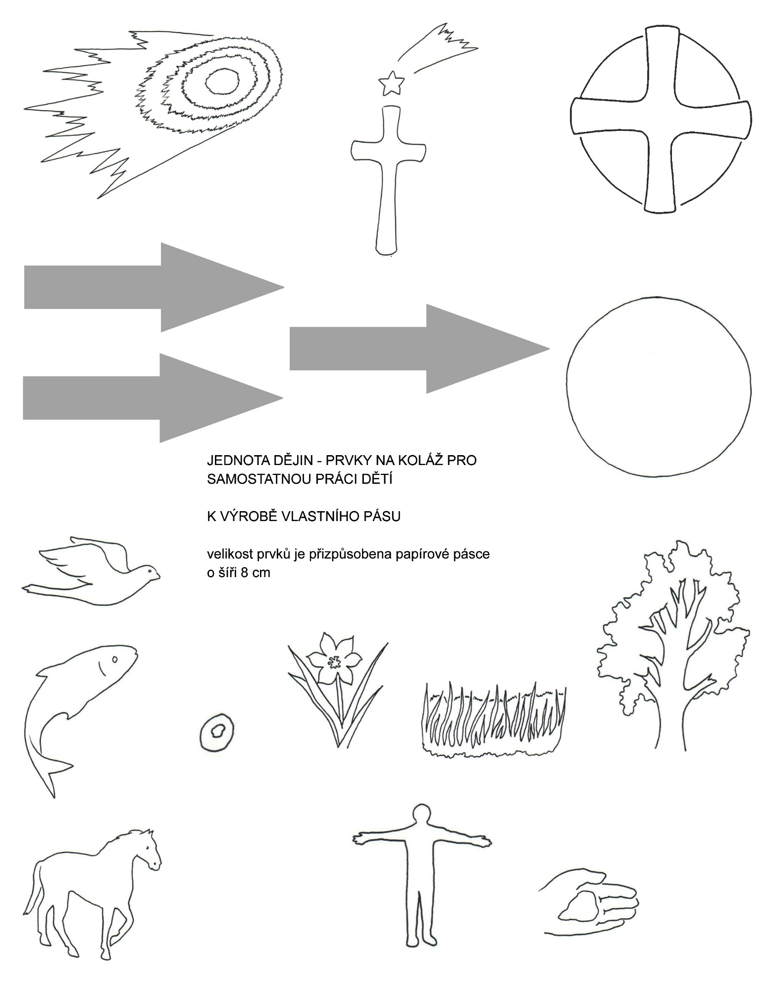 JEDNOTA DĚJIN - PRVKY NA KOLÁŽ PRO
SAMOSTATNOU PRÁCI DĚTÍ
K VÝROBĚ VLASTNÍHO PÁSU
velikost prvků je přizpůsobena papírové pásce
o šíři 8 cm